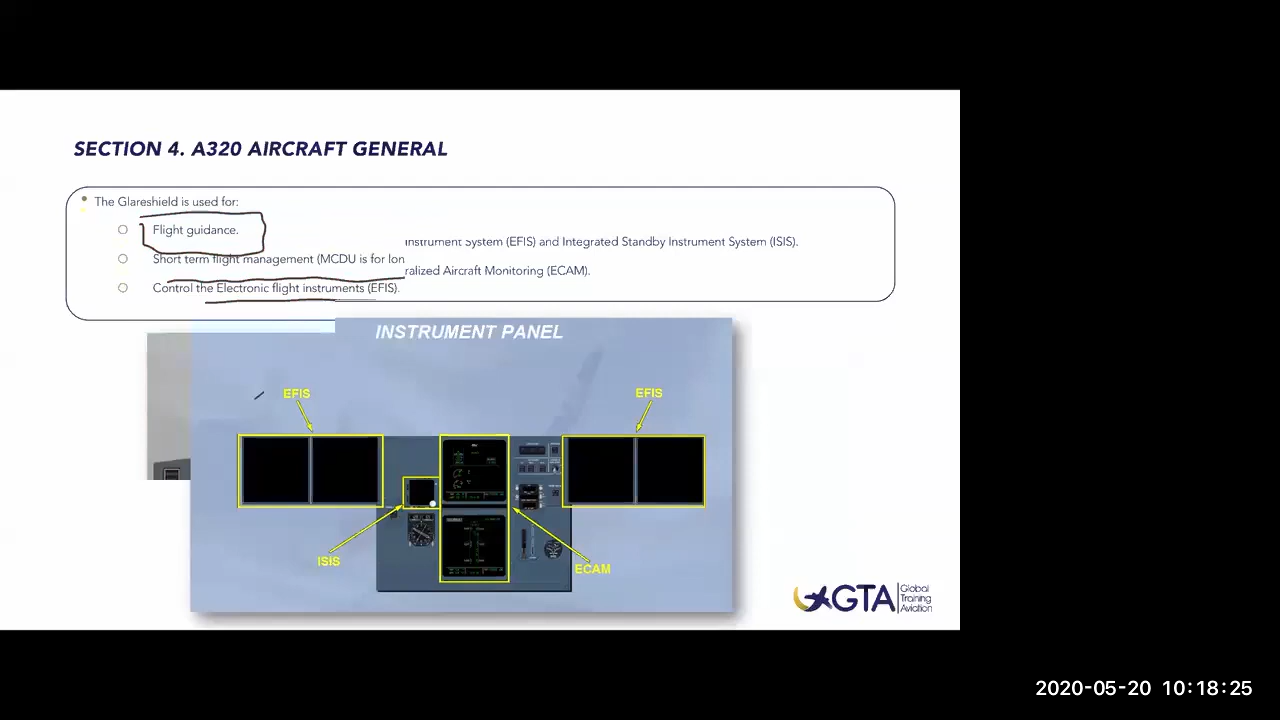 SECTION 4. A320 AIRCRAFT GENERAL
The Glareshield is used for:
Flight guidance.
Instrument System (EFIS) and Integrated Standby Instrument System (ISIS).
Short term flight management (MCDU is for lon
ralized Aircraft Monitoring (ECAM).
Control the Electronic flight instruments (EFIS).
INSTRUMENT PANEL
EFIS
EFIS
ISIS
ECAM
GTA Global
Training
Aviation
2020-05-20 10:18:25